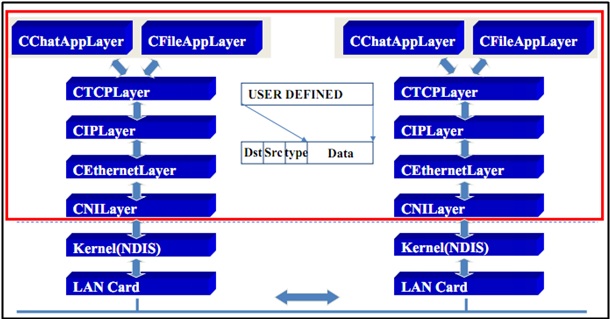 CChatAppLayer CFileAppLayer CChatAppLayer CFileAppLayer
CTCPLayer USER DEFINED CTCPLayer
CIPLayer CIPLayer
Dst Src type Data
CEthernetLayer CEthernetLayer
CNILayer CNILayer
Kernel(NDIS) Kernel(NDIS)
LAN Card LAN Card